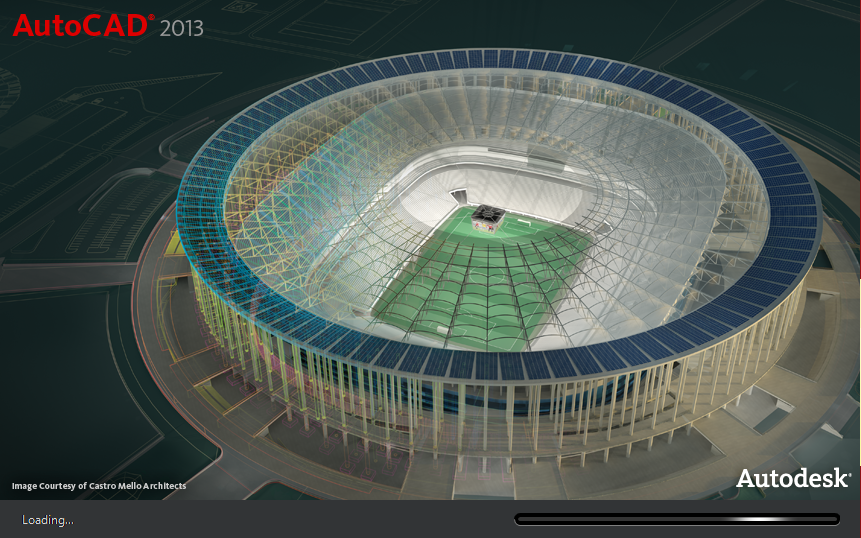 AutoCAD® 2013
Image Courtesy of Castro Mello Architects
Autodesk®
Loading...